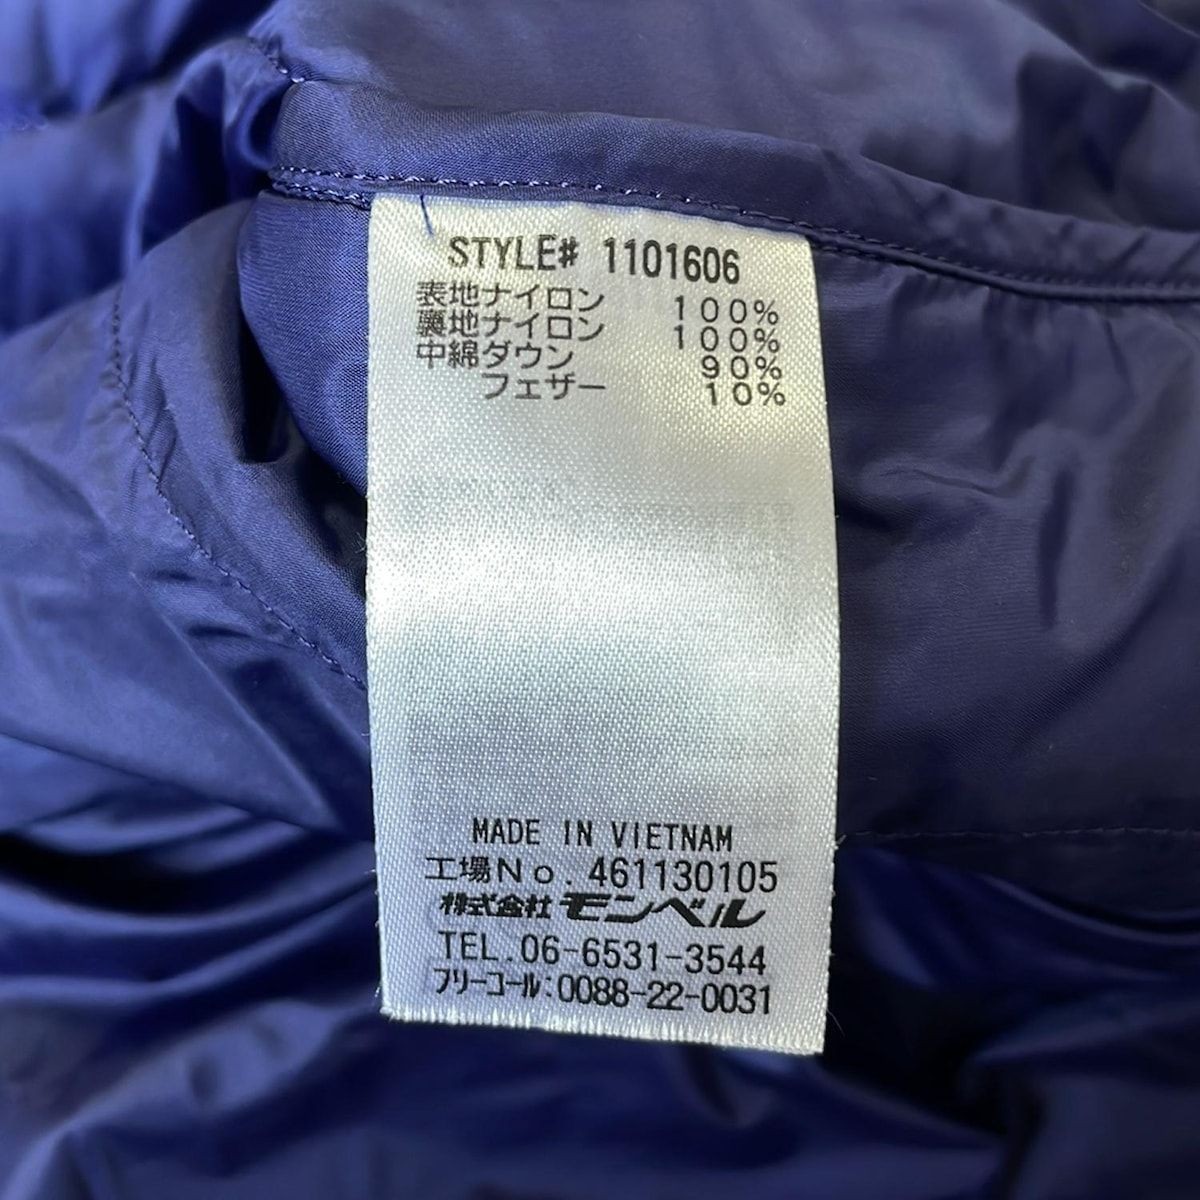 STYLE# 1101606
表地ナイロン 100%
裏地ナイロン 100%
中綿ダウン 90%
フェザー 10%
MADE IN VIETNAM
工場No.461130105
株式会社モンベル
TEL.06-6531-3544
フリーコール:0088-22-0031